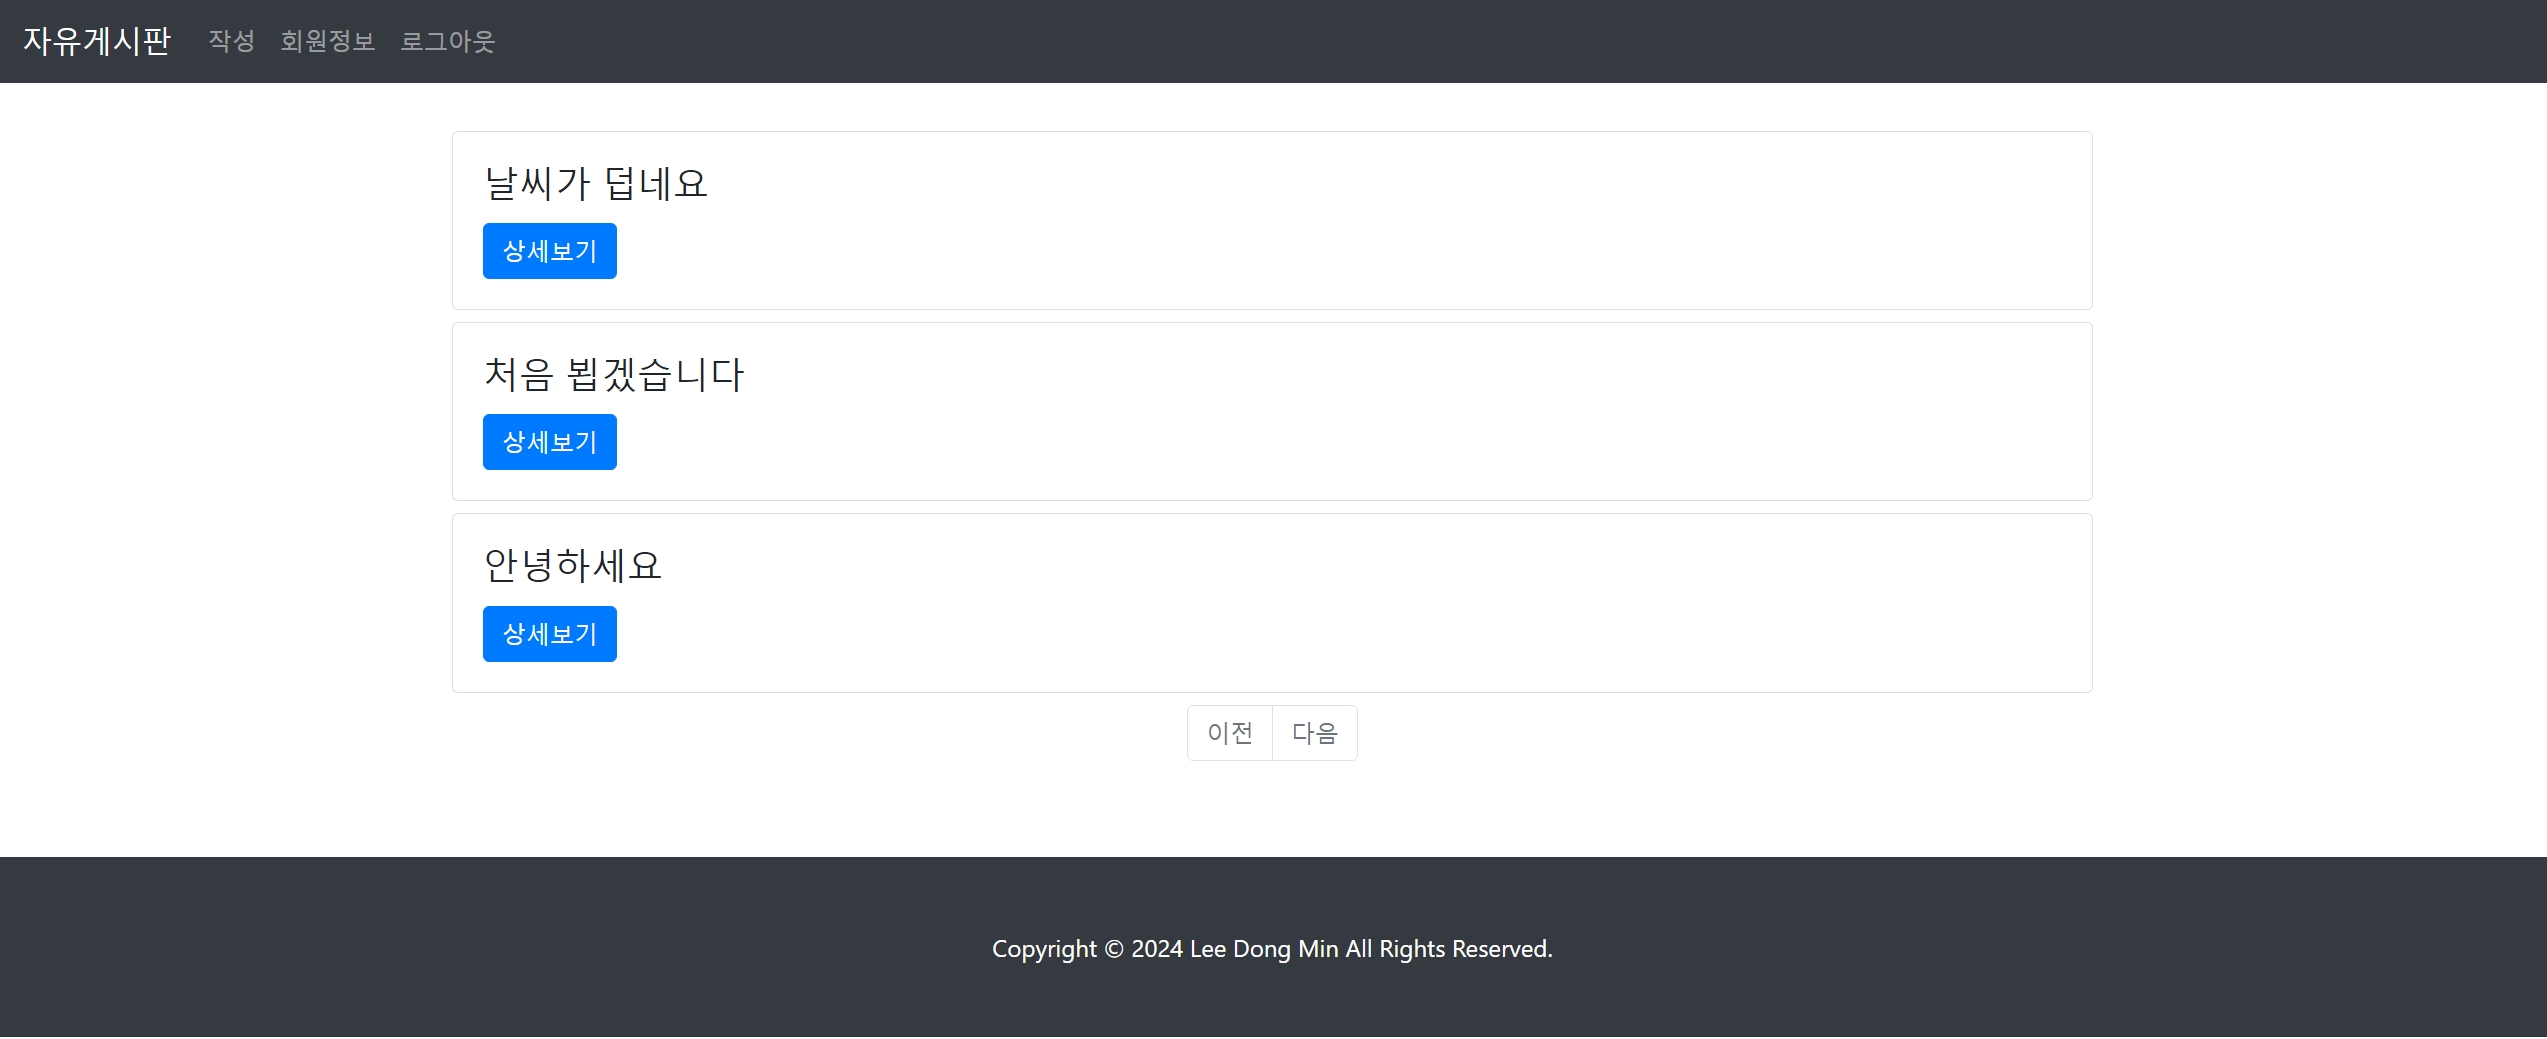 자유게시판 작성 회원정보 로그아웃
날씨가 덥네요
상세보기
처음 뵙겠습니다
상세보기
안녕하세요
상세보기
이전 다음
Copyright © 2024 Lee Dong Min All Rights Reserved.